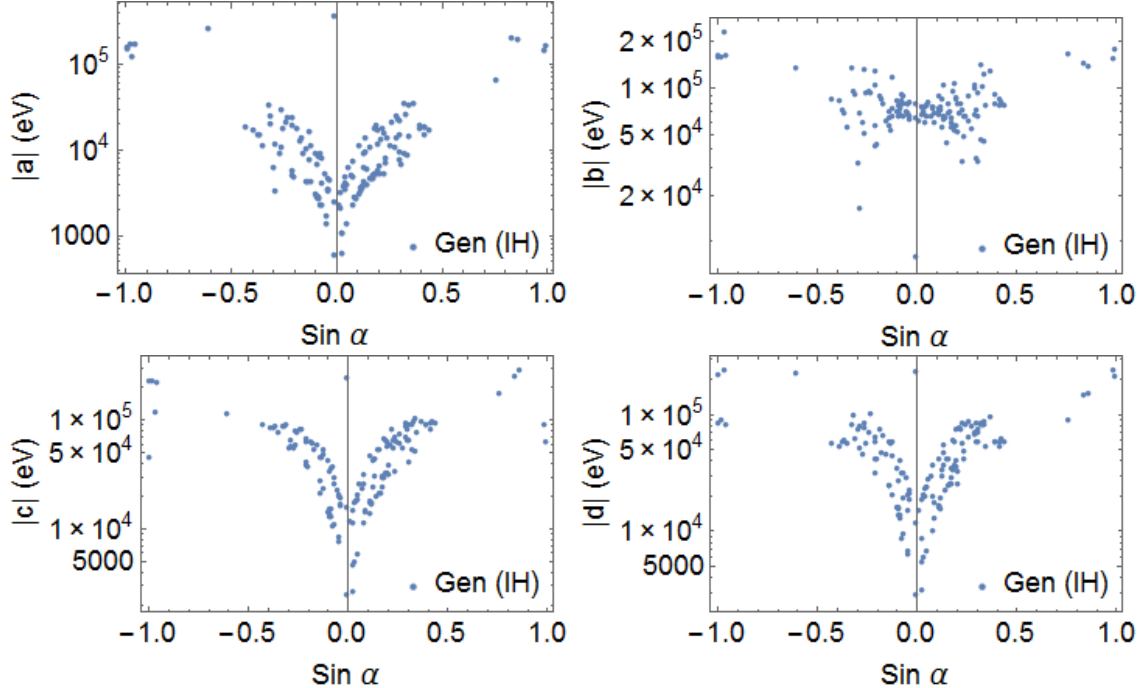 |a| (eV)
10⁵
10⁴
1000
Gen (IH)
−1.0 −0.5 0.0 0.5 1.0
Sin α
|b| (eV)
2 × 10⁵
1 × 10⁵
5 × 10⁴
2 × 10⁴
Gen (IH)
−1.0 −0.5 0.0 0.5 1.0
Sin α
|c| (eV)
1 × 10⁵
5 × 10⁴
1 × 10⁴
5000
Gen (IH)
−1.0 −0.5 0.0 0.5 1.0
Sin α
|d| (eV)
1 × 10⁵
5 × 10⁴
1 × 10⁴
5000
Gen (IH)
−1.0 −0.5 0.0 0.5 1.0
Sin α